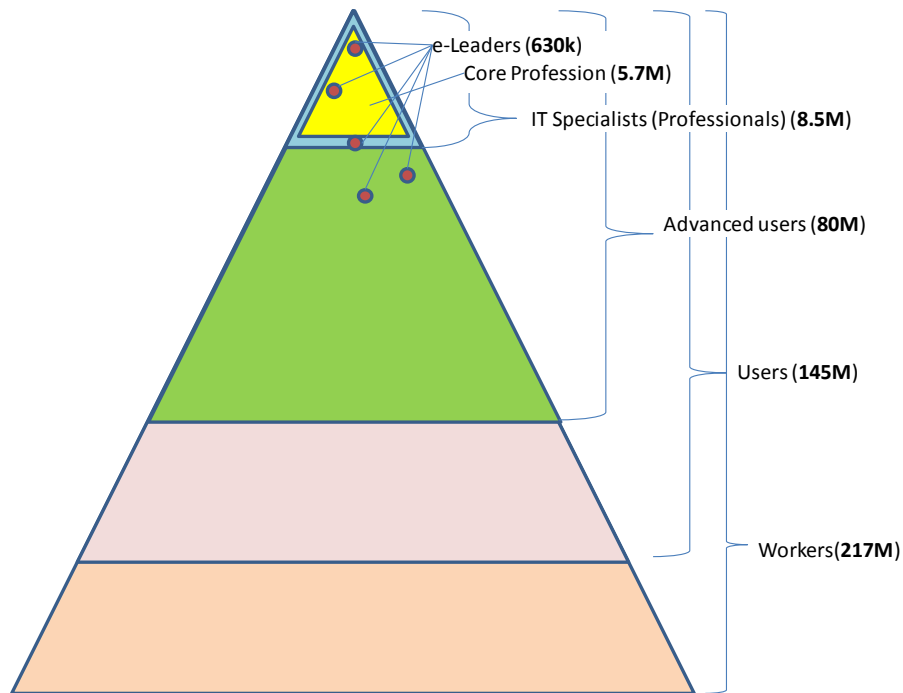 e-Leaders (630k)
Core Profession (5.7M)
IT Specialists (Professionals) (8.5M)
Advanced users (80M)
Users (145M)
Workers(217M)